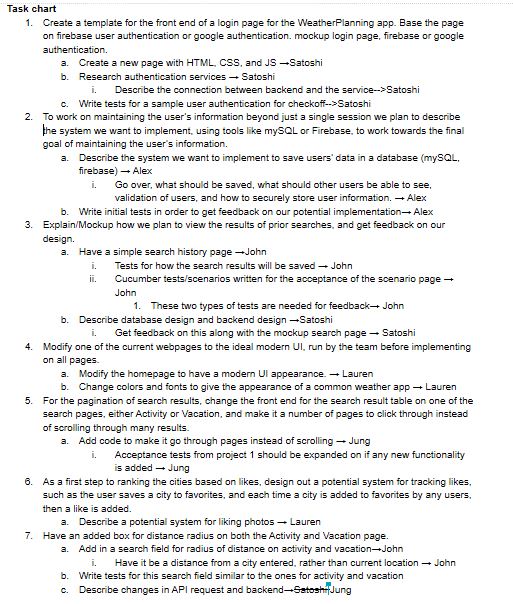 Task chart
1. Create a template for the front end of a login page for the WeatherPlanning app. Base the page
on firebase user authentication or google authentication. mockup login page, firebase or google
authentication.
a. Create a new page with HTML, CSS, and JS →Satoshi
b. Research authentication services → Satoshi
i. Describe the connection between backend and the service-->Satoshi
c. Write tests for a sample user authentication for checkoff-->Satoshi
2. To work on maintaining the user's information beyond just a single session we plan to describe
the system we want to implement, using tools like mySQL or Firebase, to work towards the final
goal of maintaining the user's information.
a. Describe the system we want to implement to save users' data in a database (mySQL,
firebase) → Alex
i. Go over, what should be saved, what should other users be able to see,
validation of users, and how to securely store user information. → Alex
b. Write initial tests in order to get feedback on our potential implementation→ Alex
3. Explain/Mockup how we plan to view the results of prior searches, and get feedback on our
design.
a. Have a simple search history page →John
i. Tests for how the search results will be saved → John
ii. Cucumber tests/scenarios written for the acceptance of the scenario page →
John
1. These two types of tests are needed for feedback→ John
b. Describe database design and backend design →Satoshi
i. Get feedback on this along with the mockup search page → Satoshi
4. Modify one of the current webpages to the ideal modern UI, run by the team before implementing
on all pages.
a. Modify the homepage to have a modern UI appearance. → Lauren
b. Change colors and fonts to give the appearance of a common weather app → Lauren
5. For the pagination of search results, change the front end for the search result table on one of the
search pages, either Activity or Vacation, and make it a number of pages to click through instead
of scrolling through many results.
a. Add code to make it go through pages instead of scrolling → Jung
i. Acceptance tests from project 1 should be expanded on if any new functionality
is added → Jung
6. As a first step to ranking the cities based on likes, design out a potential system for tracking likes,
such as the user saves a city to favorites, and each time a city is added to favorites by any users,
then a like is added.
a. Describe a potential system for liking photos → Lauren
7. Have an added box for distance radius on both the Activity and Vacation page.
a. Add in a search field for radius of distance on activity and vacation→John
i. Have it be a distance from a city entered, rather than current location → John
b. Write tests for this search field similar to the ones for activity and vacation
c. Describe changes in API request and backend→Satoshi Jung